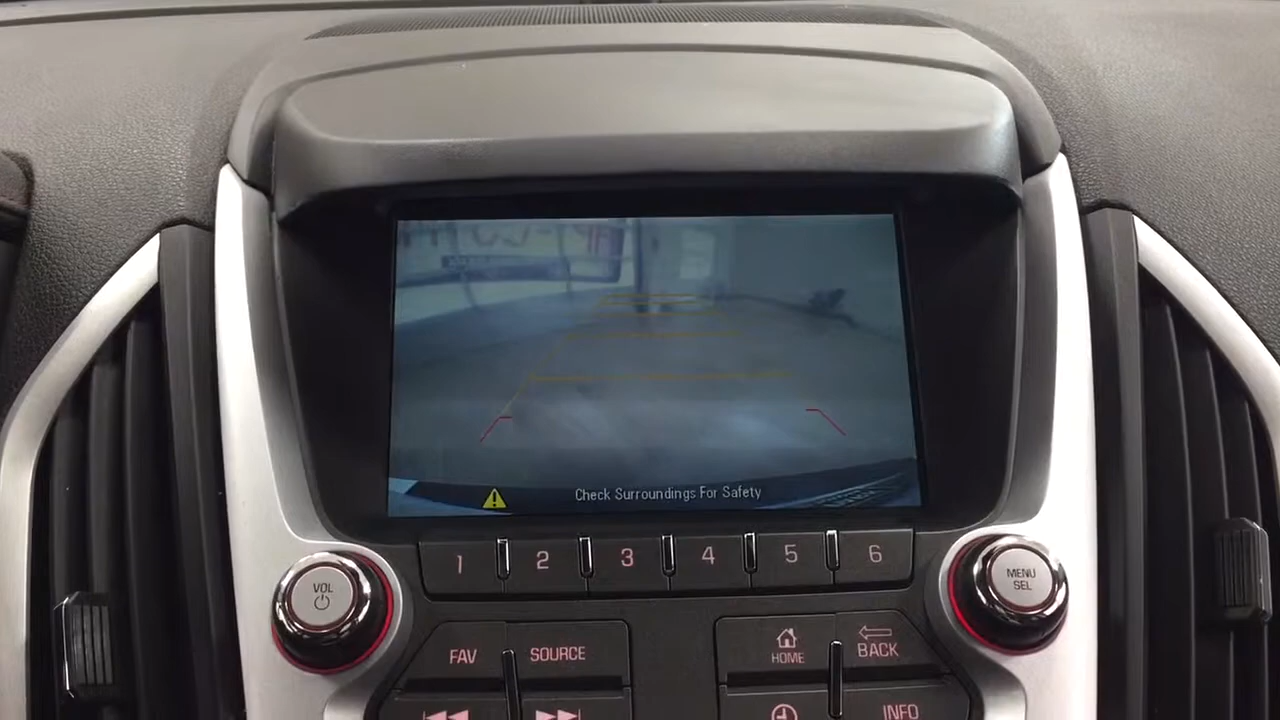 Check Surroundings For Safety
1 2 3 4 5 6
VOL
MENU
SEL
FAV SOURCE
HOME BACK
INFO